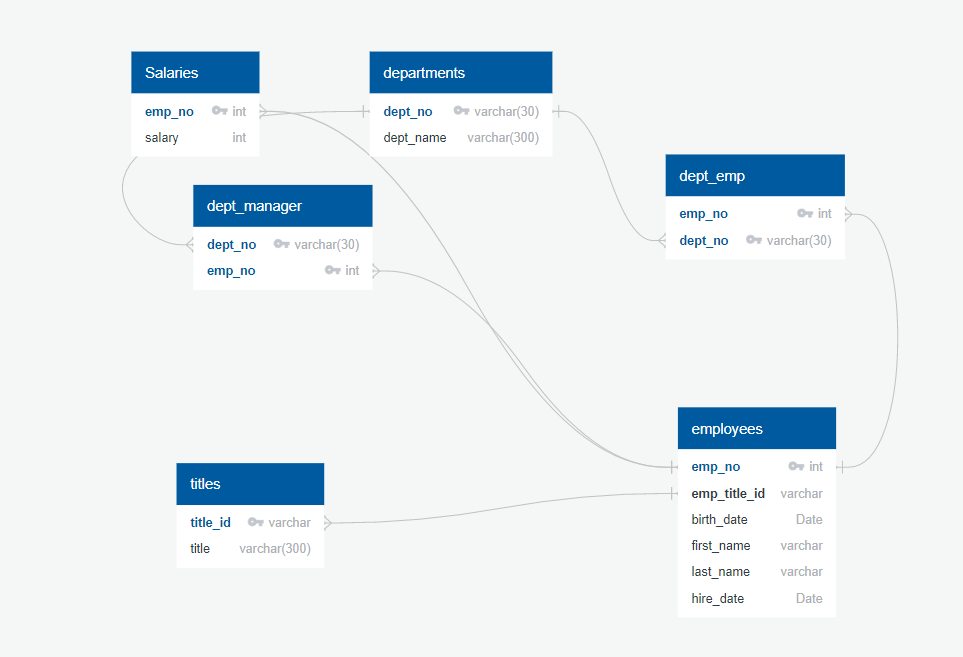 Salaries
emp_no int
salary int
departments
dept_no varchar(30)
dept_name varchar(300)
dept_emp
emp_no int
dept_no varchar(30)
dept_manager
dept_no varchar(30)
emp_no int
employees
emp_no int
emp_title_id varchar
birth_date Date
first_name varchar
last_name varchar
hire_date Date
titles
title_id varchar
title varchar(300)